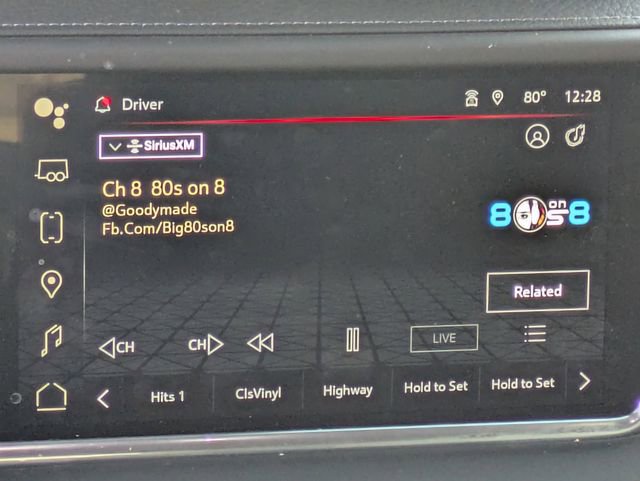 Driver
80° 12:28
SiriusXM
Ch 8 80s on 8
@Goodymade
Fb.Com/Big80son8
80s on 8
Related
CH CH LIVE
Hits 1 ClsVinyl Highway Hold to Set Hold to Set